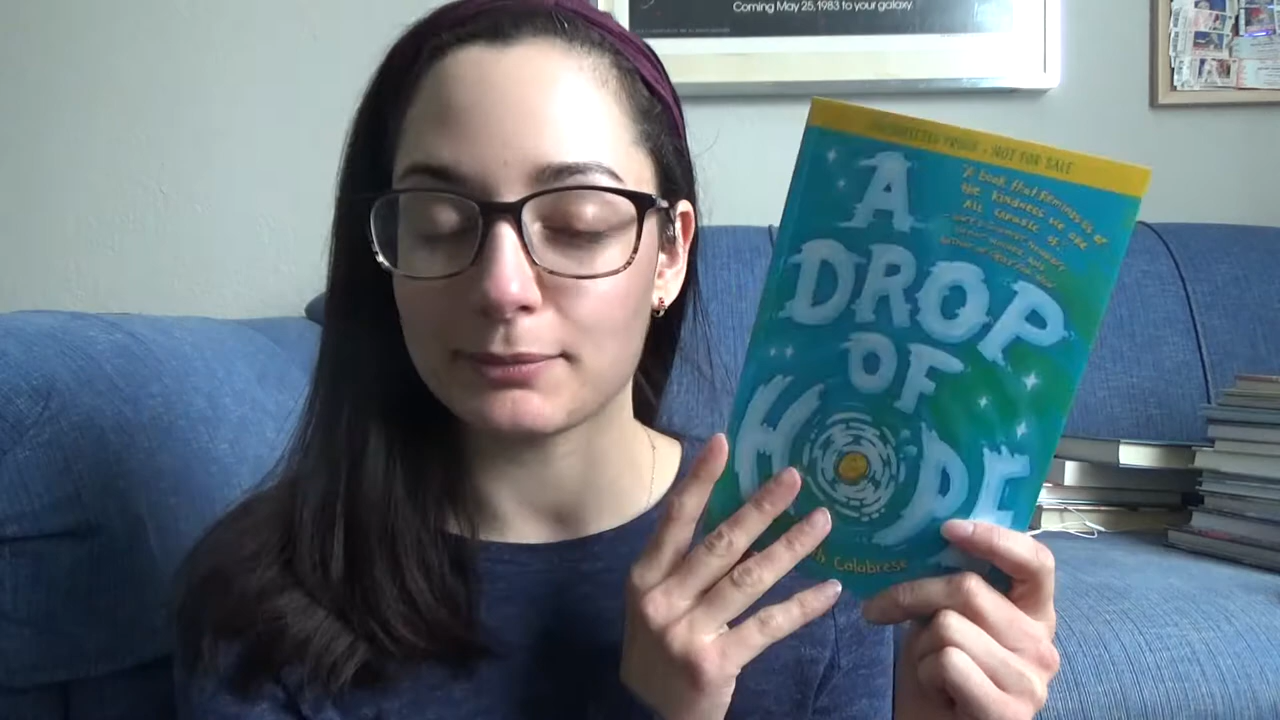 Coming May 25, 1983 to your galaxy.
UNCORRECTED PROOF • NOT FOR SALE
A
DROP
OF
HOPE
"A book that reminds us of
the kindness we are
all capable of."
Calabrese